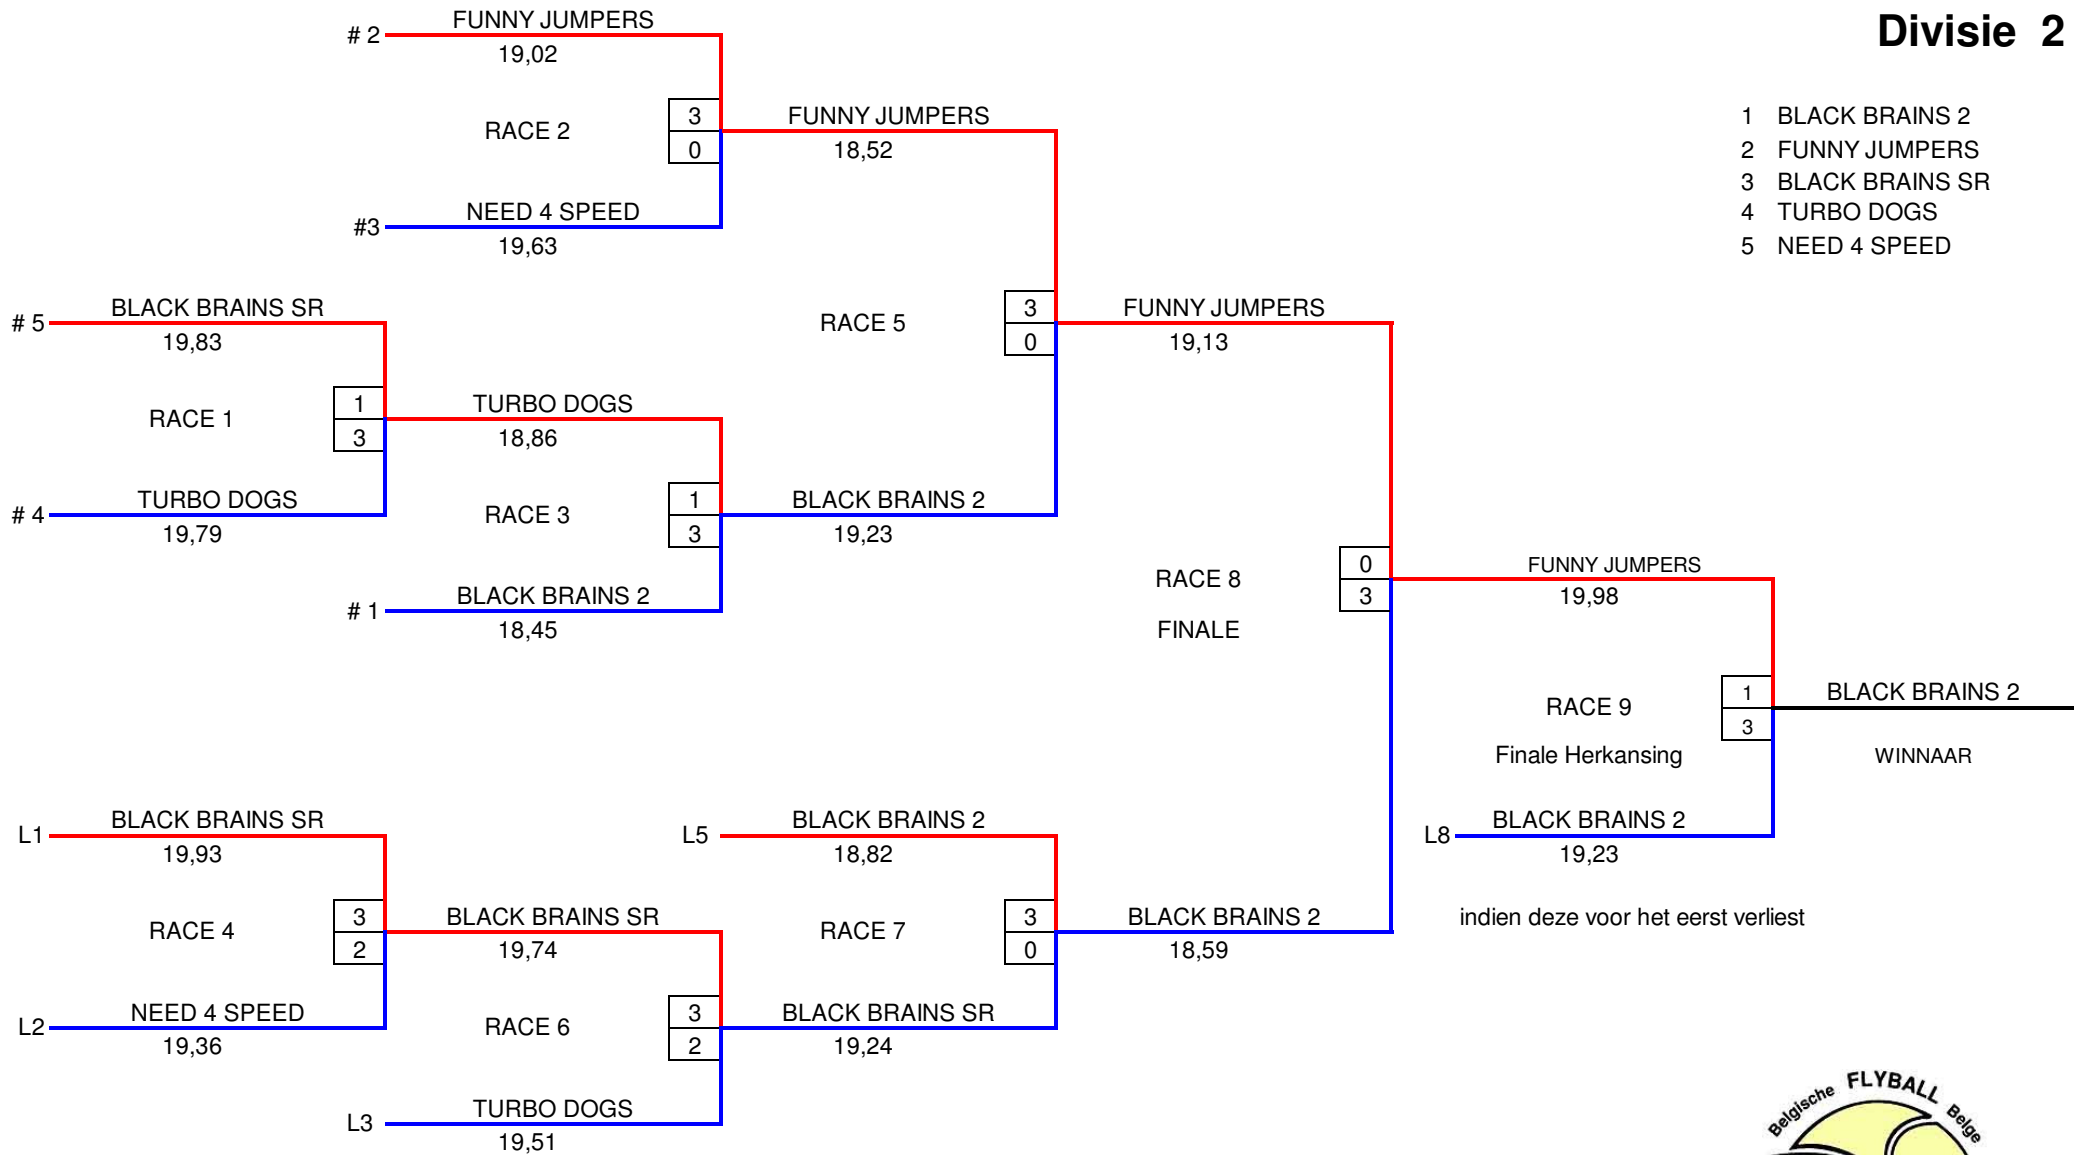 Divisie 2
1 BLACK BRAINS 2
2 FUNNY JUMPERS
3 BLACK BRAINS SR
4 TURBO DOGS
5 NEED 4 SPEED
# 2 FUNNY JUMPERS
19,02
RACE 2
3
0
#3 NEED 4 SPEED
19,63
FUNNY JUMPERS
18,52
# 5 BLACK BRAINS SR
19,83
RACE 1
1
3
# 4 TURBO DOGS
19,79
TURBO DOGS
18,86
RACE 3
1
3
# 1 BLACK BRAINS 2
18,45
BLACK BRAINS 2
19,23
RACE 5
3
0
FUNNY JUMPERS
19,13
RACE 8
FINALE
0
3
FUNNY JUMPERS
19,98
RACE 9
Finale Herkansing
1
3
BLACK BRAINS 2
WINNAAR
L8 BLACK BRAINS 2
19,23
indien deze voor het eerst verliest
L1 BLACK BRAINS SR
19,93
RACE 4
3
2
L2 NEED 4 SPEED
19,36
BLACK BRAINS SR
19,74
RACE 6
3
2
L3 TURBO DOGS
19,51
L5 BLACK BRAINS 2
18,82
RACE 7
3
0
BLACK BRAINS SR
19,24
BLACK BRAINS 2
18,59
Belgische FLYBALL Belge